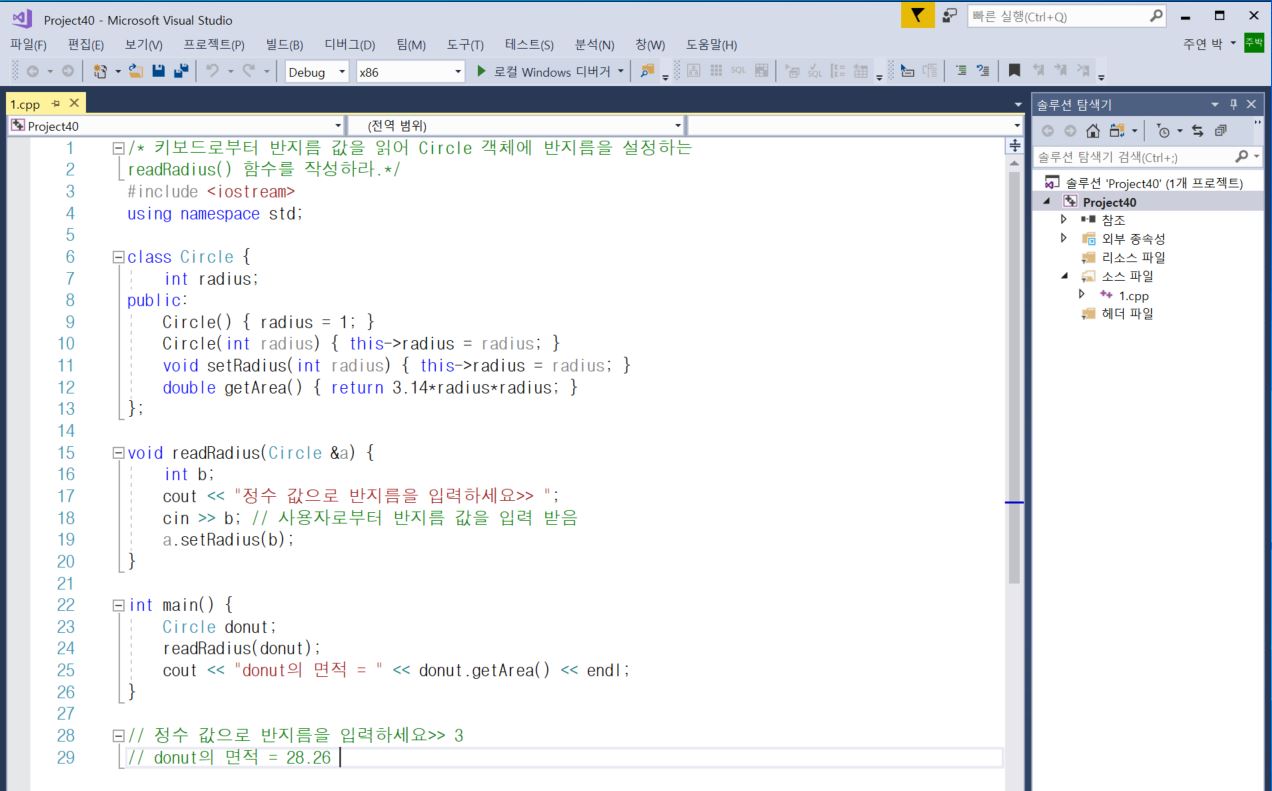 Project40 - Microsoft Visual Studio
빠른 실행(Ctrl+Q)
파일(F) 편집(E) 보기(V) 프로젝트(P) 빌드(B) 디버그(D) 팀(M) 도구(T) 테스트(S) 분석(N) 창(W) 도움말(H)
주연 박 주박
Debug x86 로컬 Windows 디버거
1.cpp
Project40 (전역 범위)
1 /* 키보드로부터 반지름 값을 읽어 Circle 객체에 반지름을 설정하는
2 readRadius() 함수를 작성하라.*/
3 #include <iostream>
4 using namespace std;
5
6 class Circle {
7     int radius;
8 public:
9     Circle() { radius = 1; }
10     Circle(int radius) { this->radius = radius; }
11     void setRadius(int radius) { this->radius = radius; }
12     double getArea() { return 3.14*radius*radius; }
13 };
14
15 void readRadius(Circle &a) {
16     int b;
17     cout << "정수 값으로 반지름을 입력하세요>> ";
18     cin >> b; // 사용자로부터 반지름 값을 입력 받음
19     a.setRadius(b);
20 }
21
22 int main() {
23     Circle donut;
24     readRadius(donut);
25     cout << "donut의 면적 = " << donut.getArea() << endl;
26 }
27
28 // 정수 값으로 반지름을 입력하세요>> 3
29 // donut의 면적 = 28.26
솔루션 탐색기
솔루션 탐색기 검색(Ctrl+;)
솔루션 'Project40' (1개 프로젝트)
Project40
참조
외부 종속성
리소스 파일
소스 파일
1.cpp
헤더 파일